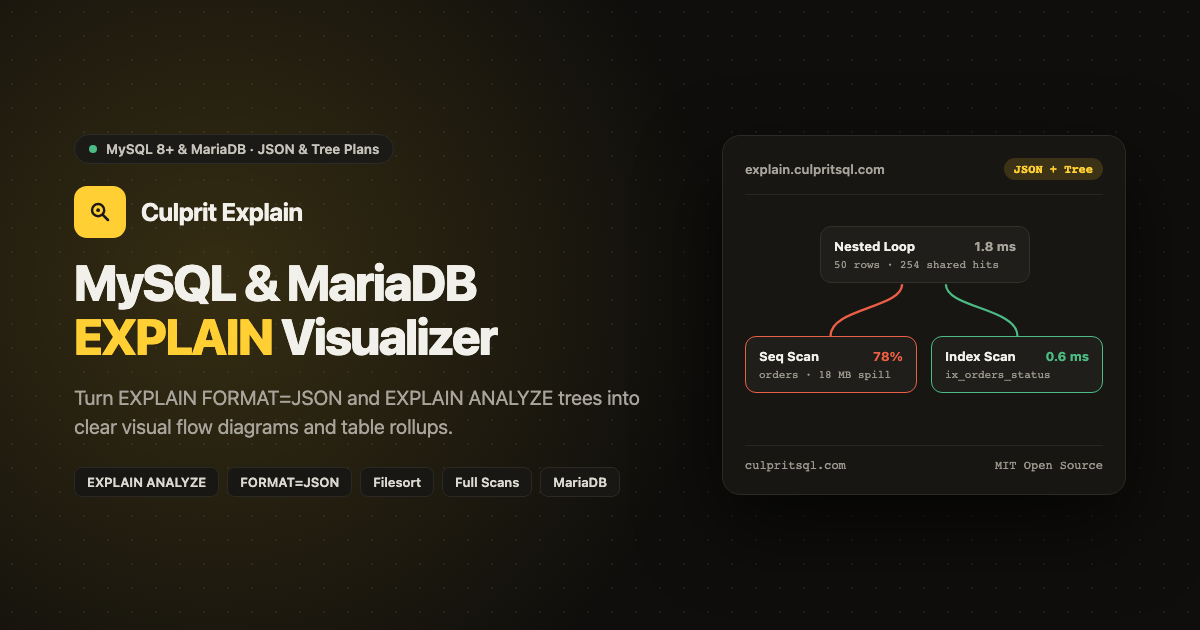 MySQL 8+ & MariaDB · JSON & Tree Plans
Culprit Explain
MySQL & MariaDB
EXPLAIN Visualizer
Turn EXPLAIN FORMAT=JSON and EXPLAIN ANALYZE trees into
clear visual flow diagrams and table rollups.
EXPLAIN ANALYZE FORMAT=JSON Filesort Full Scans MariaDB
explain.culpritsql.com JSON + Tree
Nested Loop 1.8 ms
50 rows · 254 shared hits
Seq Scan 78%
orders · 18 MB spill
Index Scan 0.6 ms
ix_orders_status
culpritsql.com MIT Open Source